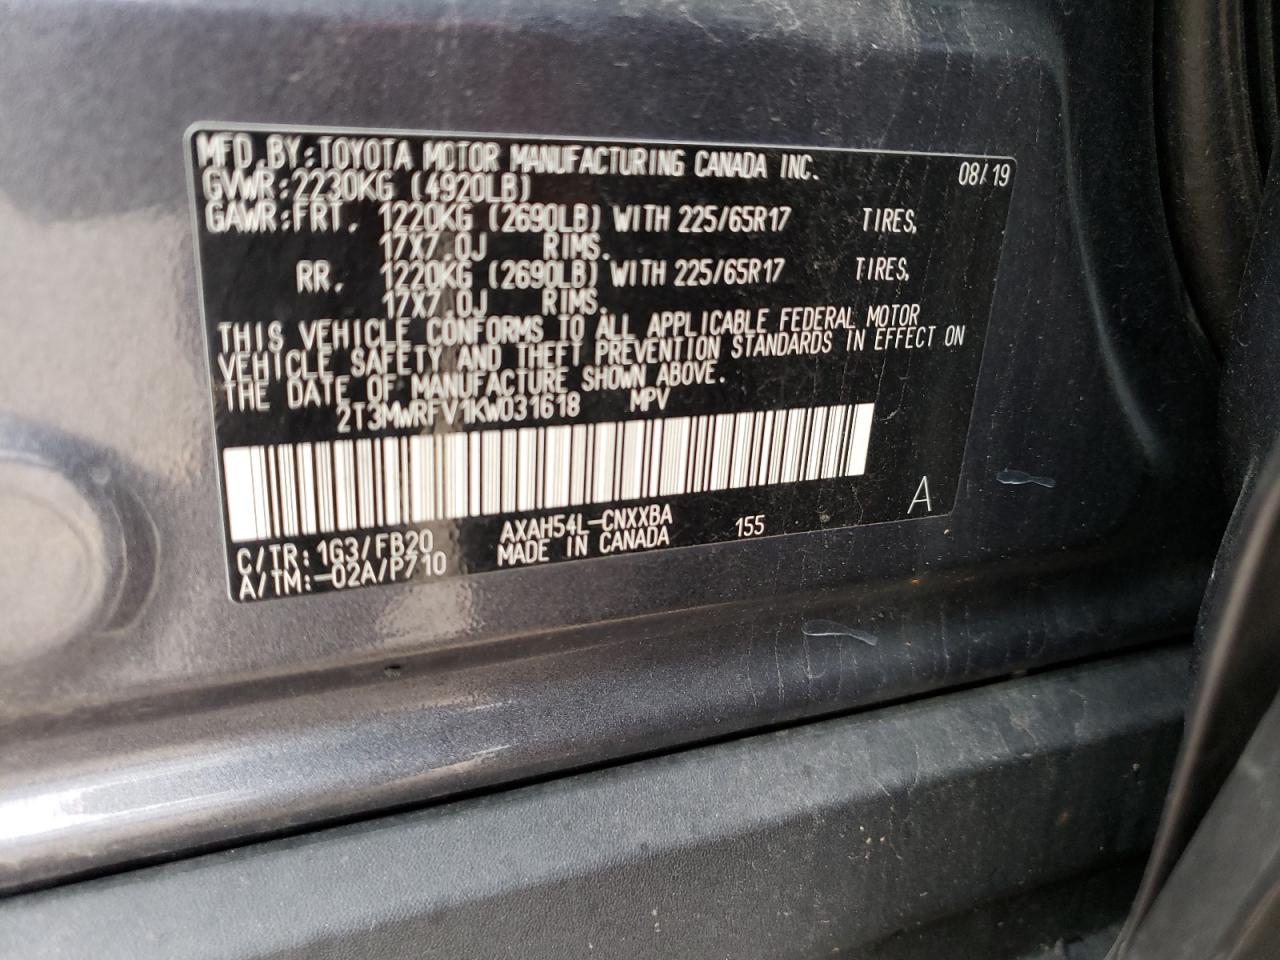 MFD.BY:TOYOTA MOTOR MANUFACTURING CANADA INC. 08/19
GVWR:2230KG (4920LB)
GAWR:FRT. 1220KG (2690LB) WITH 225/65R17 TIRES,
17X7.0J RIMS.
RR. 1220KG (2690LB) WITH 225/65R17 TIRES,
17X7.0J RIMS.
THIS VEHICLE CONFORMS TO ALL APPLICABLE FEDERAL MOTOR
VEHICLE SAFETY AND THEFT PREVENTION STANDARDS IN EFFECT ON
THE DATE OF MANUFACTURE SHOWN ABOVE.
2T3MWRFV1KW031618 MPV
A
C/TR:1G3/FB20 AXAH54L-CNXXBA 155
A/TM:-02A/P710 MADE IN CANADA